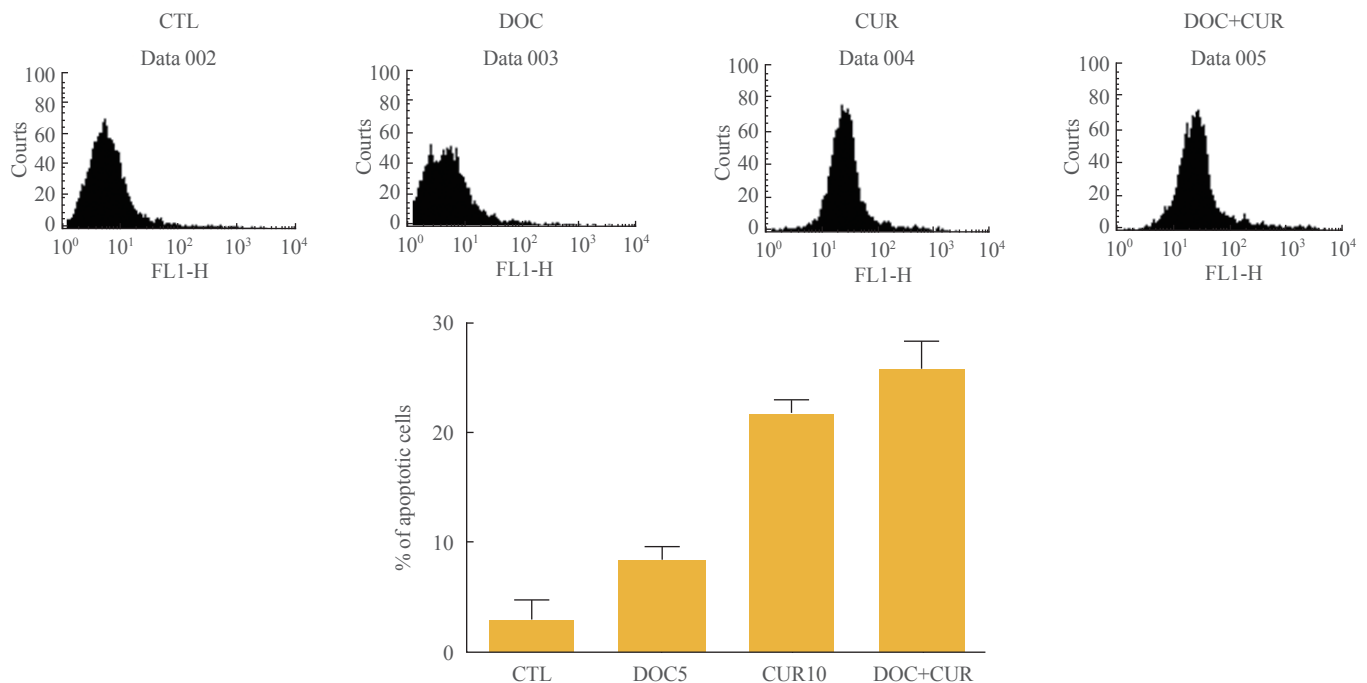 CTL
Data 002
100
80
60
40
20
0
Courts
10⁰ 10¹ 10² 10³ 10⁴
FL1-H
DOC
Data 003
100
80
60
40
20
0
Courts
10⁰ 10¹ 10² 10³ 10⁴
FL1-H
CUR
Data 004
100
80
60
40
20
0
Counts
10⁰ 10¹ 10² 10³ 10⁴
FL1-H
DOC+CUR
Data 005
100
80
60
40
20
0
Counts
10⁰ 10¹ 10² 10³ 10⁴
FL1-H
30
20
10
0
% of apoptotic cells
CTL DOC5 CUR10 DOC+CUR